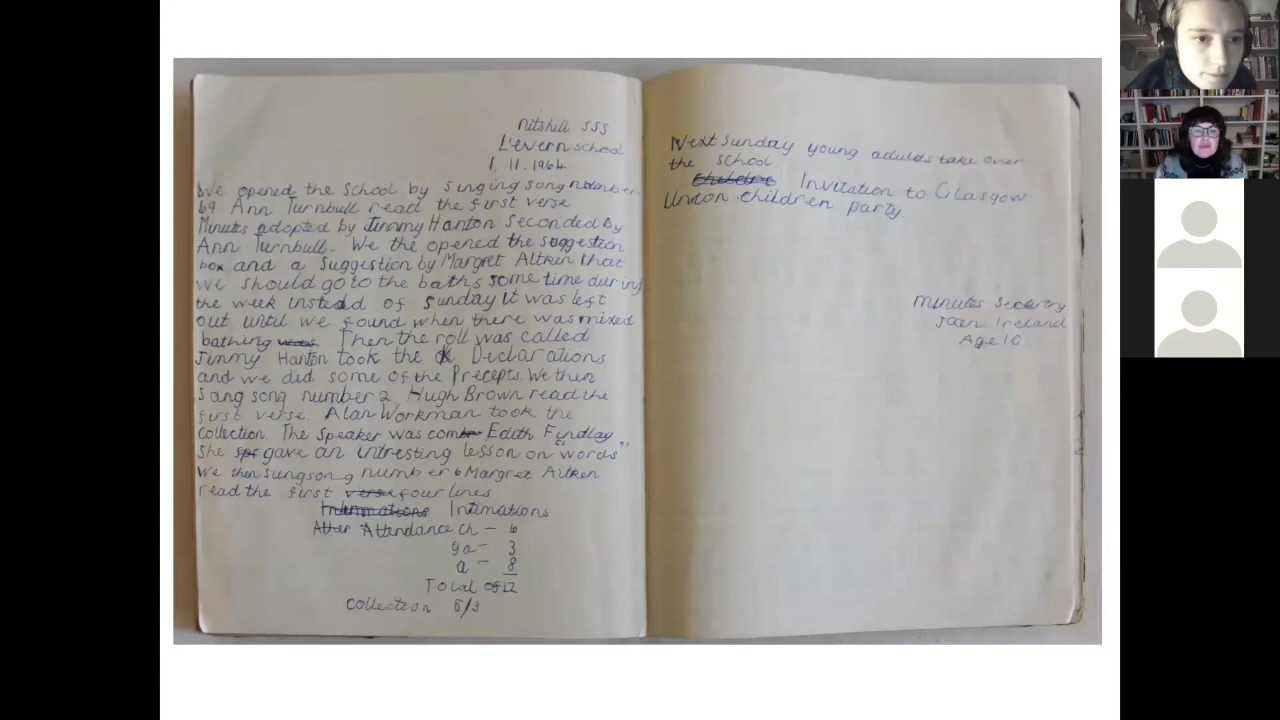 Nitshill SSS
Levern school
1. 11. 1964
We opened the School by singing song number
69 Ann Turnbull read the first verse
Minutes adopted by Jimmy Hanton Seconded by
Ann Turnbull. We the opened the suggestion
box and a suggestion by Margret Aitken that
we should go to the baths some time during
the week instead of sunday it was left
out until we found when there was mixed
bathing was. Then the roll was called
Jimmy Hanton took the Declarations
and we did some of the Precepts. We then
Sang song number 2 Hugh Brown read the
first verse. Alan Workman took the
collection. The speaker was Edith Findlay
she gave an intresting lesson on "words"
We then sung song number 6 Margret Aitken
read the first verse four lines
Intimations
Attendance ch - 6
ya - 3
a - 8
Total of 17
Collection 5/3
Next Sunday young adults take over
the school
Invitation to Glasgow
Union children party
Minutes Secertry
Joan Ireland
Age 10